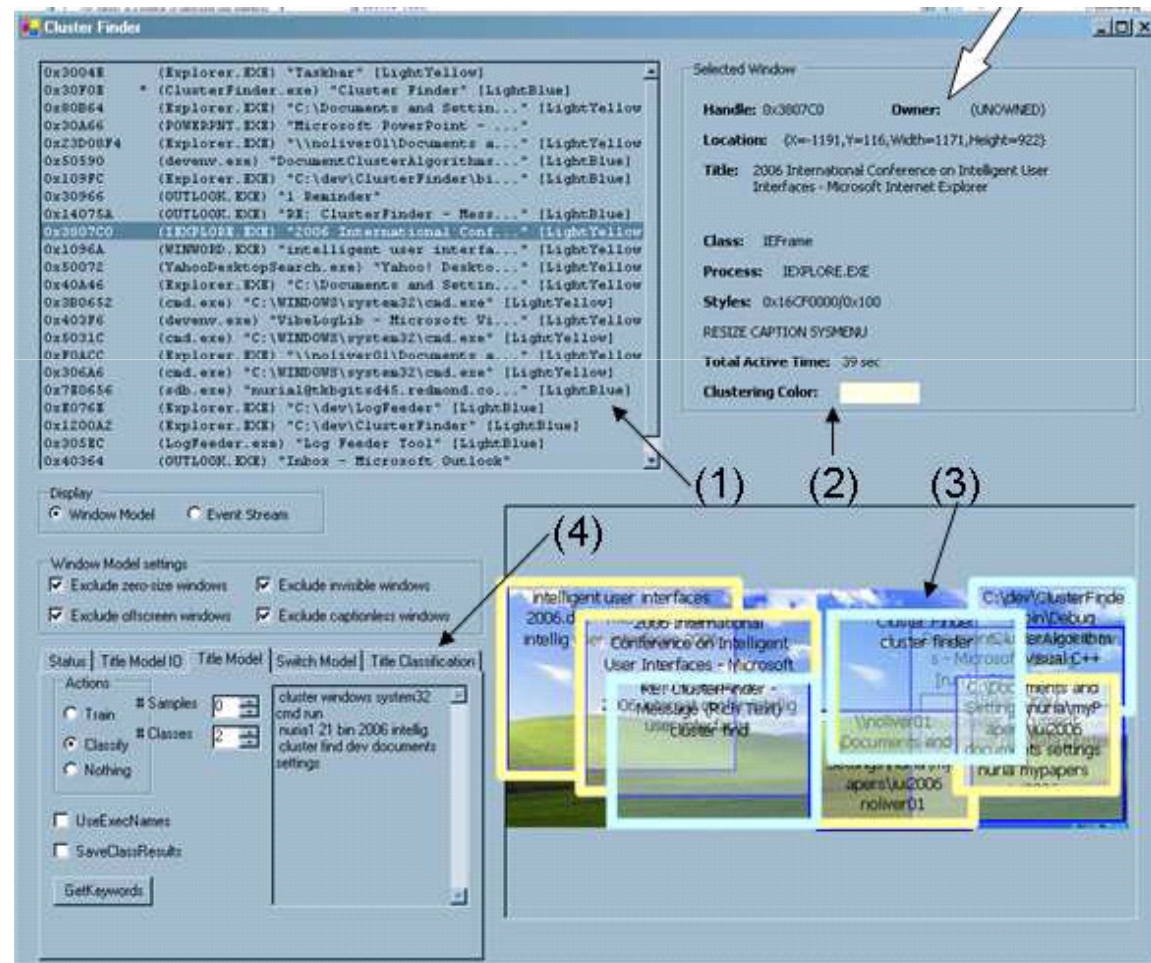 Cluster Finder
0x3004E (Explorer.EXE) "Taskbar" [LightYellow]
0x30F0E * (ClusterFinder.exe) "Cluster Finder" [LightBlue]
0x80B64 (Explorer.EXE) "C:\Documents and Settin..." [LightYellow
0x30A66 (POWERPNT.EXE) "Microsoft PowerPoint - ..."
0x23D08F4 (Explorer.EXE) "\\noliver01\Documents a..." [LightYellow
0x50590 (devenv.exe) "DocumentClusterAlgorithms..." [LightBlue]
0x109FC (Explorer.EXE) "C:\dev\ClusterFinder\bi..." [LightBlue]
0x30966 (OUTLOOK.EXE) "1 Reminder"
0x14075A (OUTLOOK.EXE) "RE: ClusterFinder - Mess..." [LightBlue]
0x3807C0 (IEXPLORE.EXE) "2006 International Conf..." [LightYellow
0x1096A (WINWORD.EXE) "intelligent user interfa..." [LightYellow
0x50072 (YahooDesktopSearch.exe) "Yahoo! Deskto..." [LightYellow
0x40A46 (Explorer.EXE) "C:\Documents and Settin..." [LightYellow
0x3B0652 (cmd.exe) "C:\WINDOWS\system32\cmd.exe" [LightYellow]
0x403F6 (devenv.exe) "VibeLogLib - Microsoft Vi..." [LightYellow
0x5031C (cmd.exe) "C:\WINDOWS\system32\cmd.exe" [LightYellow]
0xF0ACC (Explorer.EXE) "\\noliver01\Documents a..." [LightYellow
0x306A6 (cmd.exe) "C:\WINDOWS\system32\cmd.exe" [LightYellow]
0x7E0656 (sdb.exe) "nurial@tkbgitsd45.redmond.co..." [LightBlue]
0xE076E (Explorer.EXE) "C:\dev\LogFeeder" [LightBlue]
0x1200A2 (Explorer.EXE) "C:\dev\ClusterFinder" [LightBlue]
0x305EC (LogFeeder.exe) "Log Feeder Tool" [LightBlue]
0x40364 (OUTLOOK.EXE) "Inbox - Microsoft Outlook"
Selected Window
Handle: 0x3807C0 Owner: (UNOWNED)
Location: {X=-1191,Y=116,Width=1171,Height=922}
Title: 2006 International Conference on Intelligent User
Interfaces - Microsoft Internet Explorer
Class: IEFrame
Process: IEXPLORE.EXE
Styles: 0x16CF0000/0x100
RESIZE CAPTION SYSMENU
Total Active Time: 39 sec
Clustering Color:
(1) (2) (3)
(4)
Display
Window Model Event Stream
Window Model settings
Exclude zero-size windows Exclude invisible windows
Exclude offscreen windows Exclude captionless windows
Status Title Model IO Title Model Switch Model Title Classification
Actions
Train
Classify
Nothing
# Samples 0
# Classes 2
cluster windows system32
cmd run
nuria1 21 bin 2006 intellig
cluster find dev documents
settings
UseExecNames
SaveClassResults
GetKeywords
intelligent user interfaces
2006.d
intellig
2006 International
Conference on Intelligent
User Interfaces - Microsoft
RE: ClusterFinder -
Message (Rich Text)
cluster find
Cluster Finder
cluster finder
\\noliver01
Documents and
settings\nuria\my
apers\iui2006
noliver01
C:\dev\ClusterFinde
bin\Debug
C:\Documents and
Settings\nuria\myP
apers\iui2006
documents settings
nuria mypapers